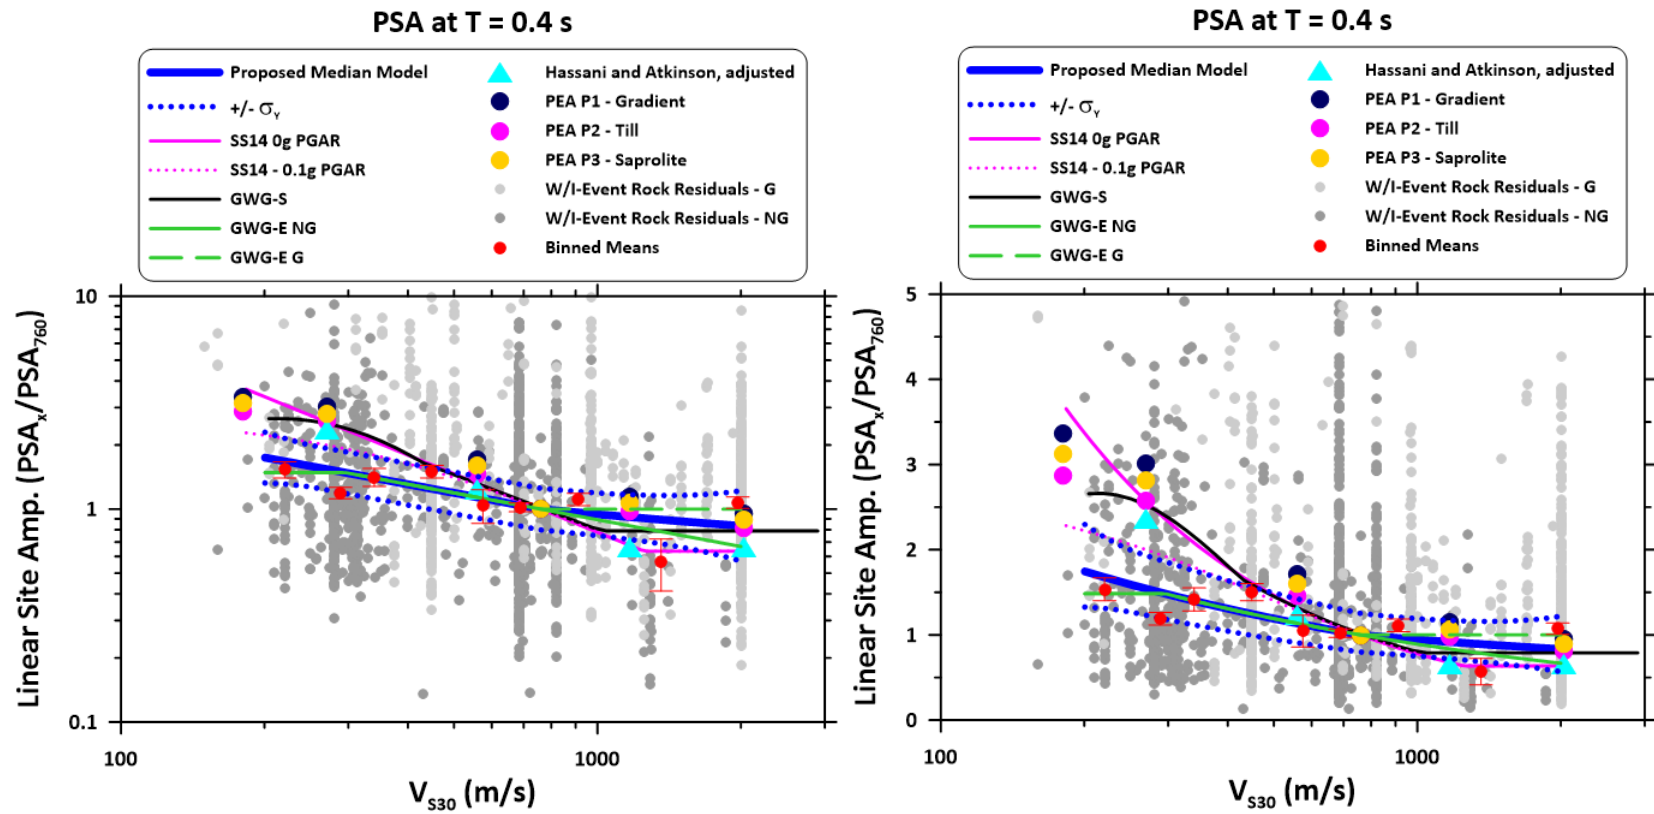 PSA at T = 0.4 s
Proposed Median Model
+/- σY
SS14 0g PGAR
SS14 - 0.1g PGAR
GWG-S
GWG-E NG
GWG-E G
Hassani and Atkinson, adjusted
PEA P1 - Gradient
PEA P2 - Till
PEA P3 - Saprolite
W/I-Event Rock Residuals - G
W/I-Event Rock Residuals - NG
Binned Means
Linear Site Amp. (PSAx/PSA760)
10
1
0.1
100
1000
VS30 (m/s)
PSA at T = 0.4 s
Proposed Median Model
+/- σY
SS14 0g PGAR
SS14 - 0.1g PGAR
GWG-S
GWG-E NG
GWG-E G
Hassani and Atkinson, adjusted
PEA P1 - Gradient
PEA P2 - Till
PEA P3 - Saprolite
W/I-Event Rock Residuals - G
W/I-Event Rock Residuals - NG
Binned Means
Linear Site Amp. (PSAx/PSA760)
5
4
3
2
1
0
100
1000
VS30 (m/s)